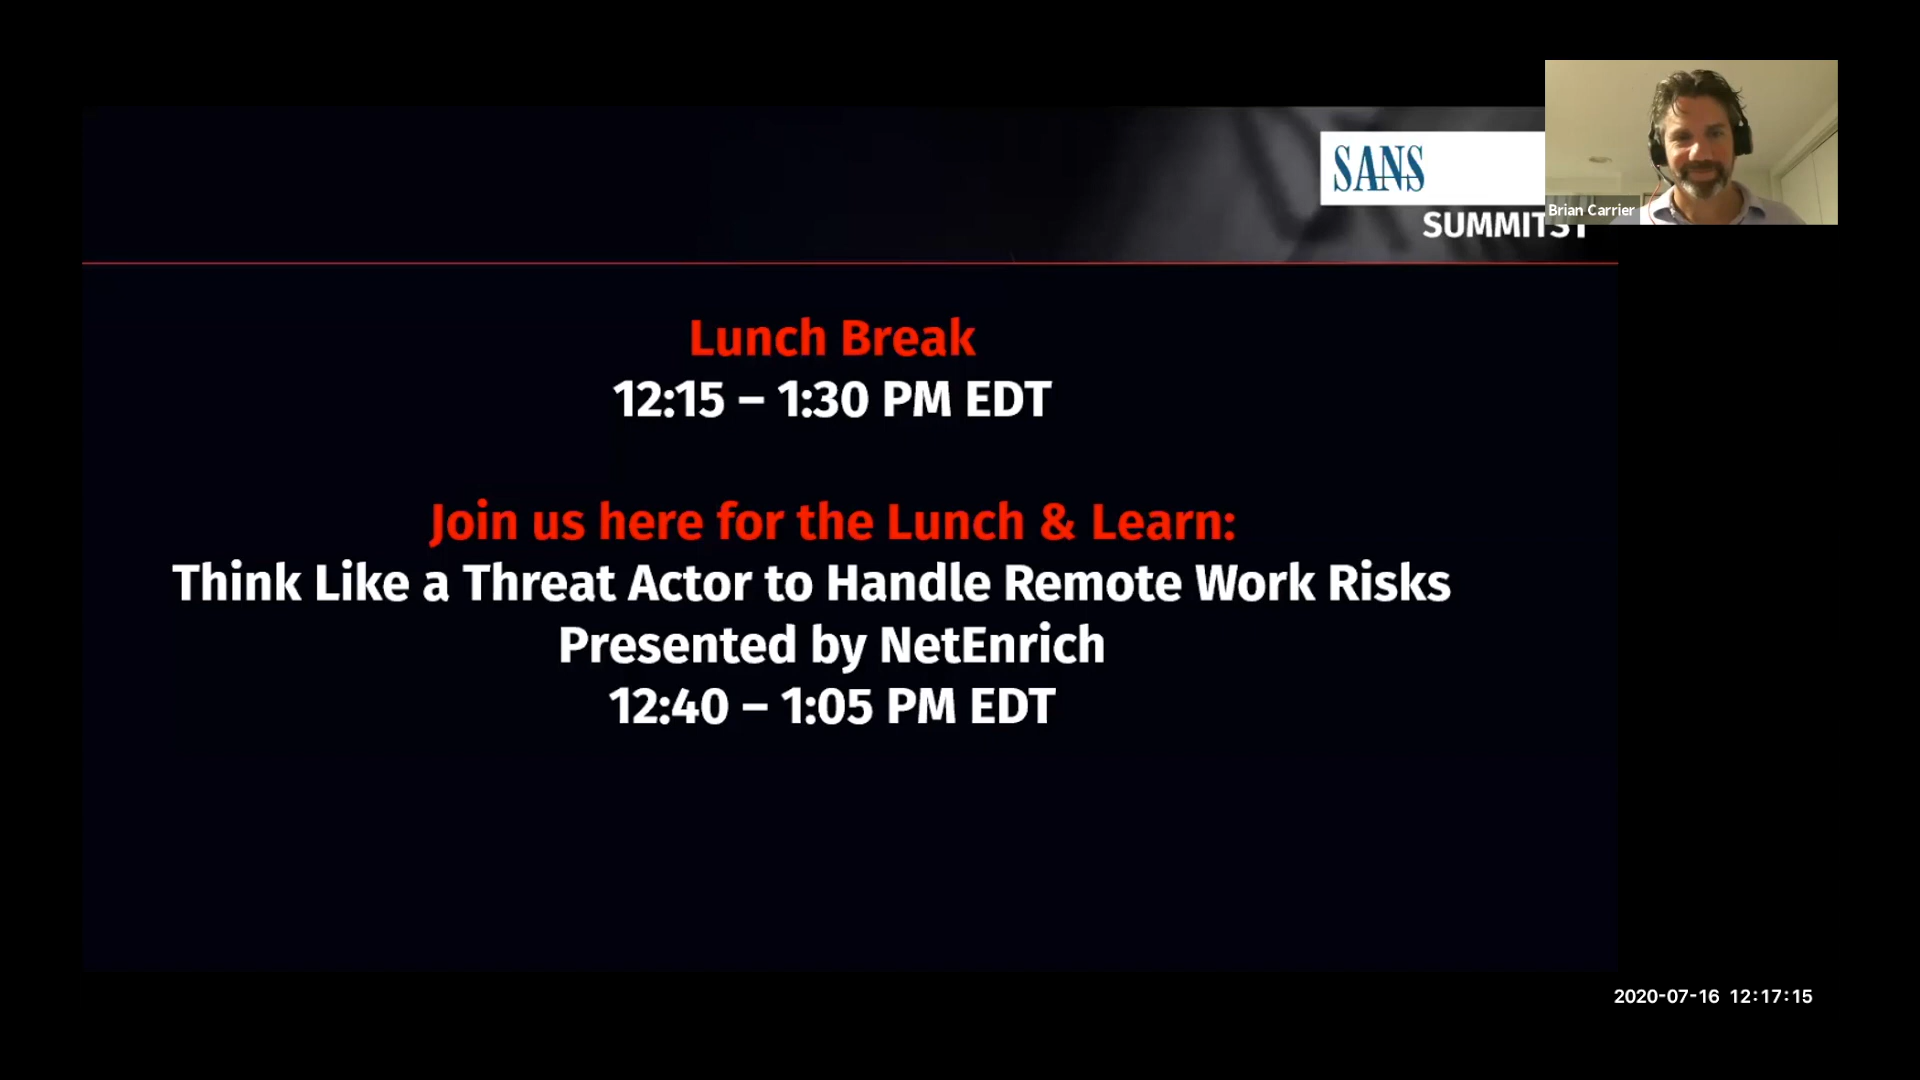 SANS
Brian Carrier
SUMMITS
Lunch Break
12:15 – 1:30 PM EDT
Join us here for the Lunch & Learn:
Think Like a Threat Actor to Handle Remote Work Risks
Presented by NetEnrich
12:40 – 1:05 PM EDT
2020-07-16 12:17:15